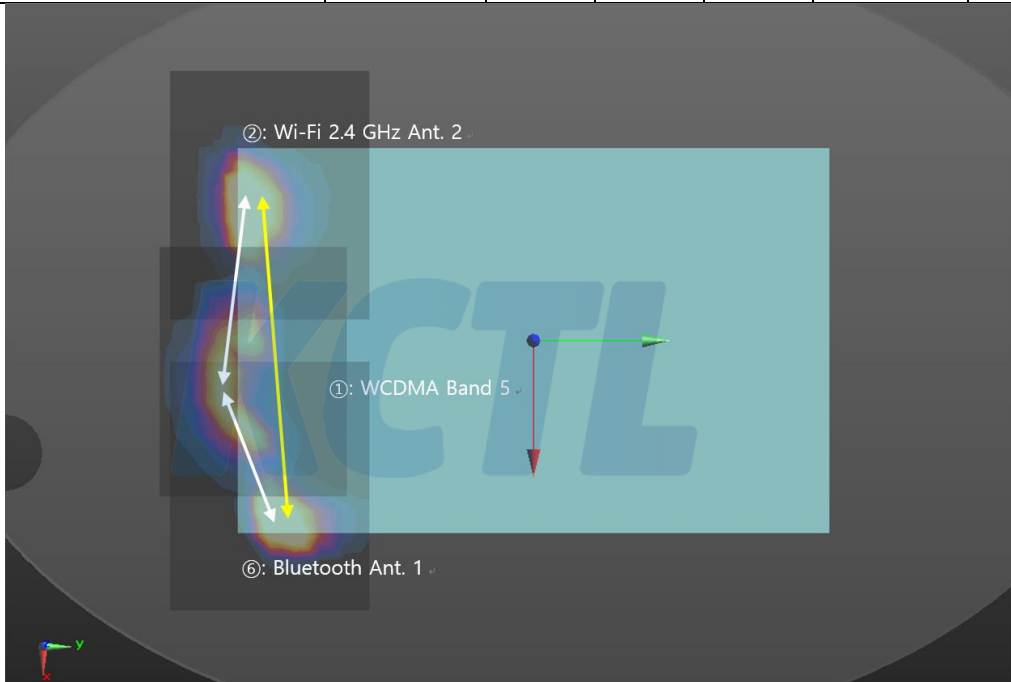 ②: Wi-Fi 2.4 GHz Ant. 2
KCTL
①: WCDMA Band 5
⑥: Bluetooth Ant. 1
Y
X